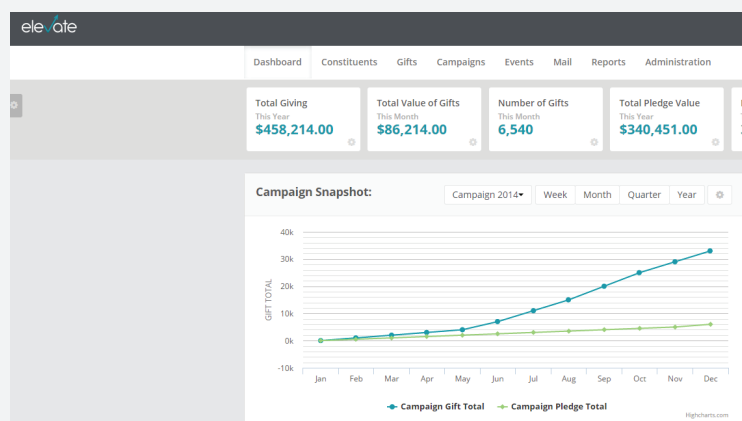 elevate
Dashboard Constituents Gifts Campaigns Events Mail Reports Administration
Total Giving
This Year
$458,214.00
Total Value of Gifts
This Month
$86,214.00
Number of Gifts
This Month
6,540
Total Pledge Value
This Year
$340,451.00
Campaign Snapshot:
Campaign 2014 Week Month Quarter Year
GIFT TOTAL
40k
30k
20k
10k
0k
-10k
Jan Feb Mar Apr May Jun Jul Aug Sep Oct Nov Dec
Campaign Gift Total Campaign Pledge Total
Highcharts.com